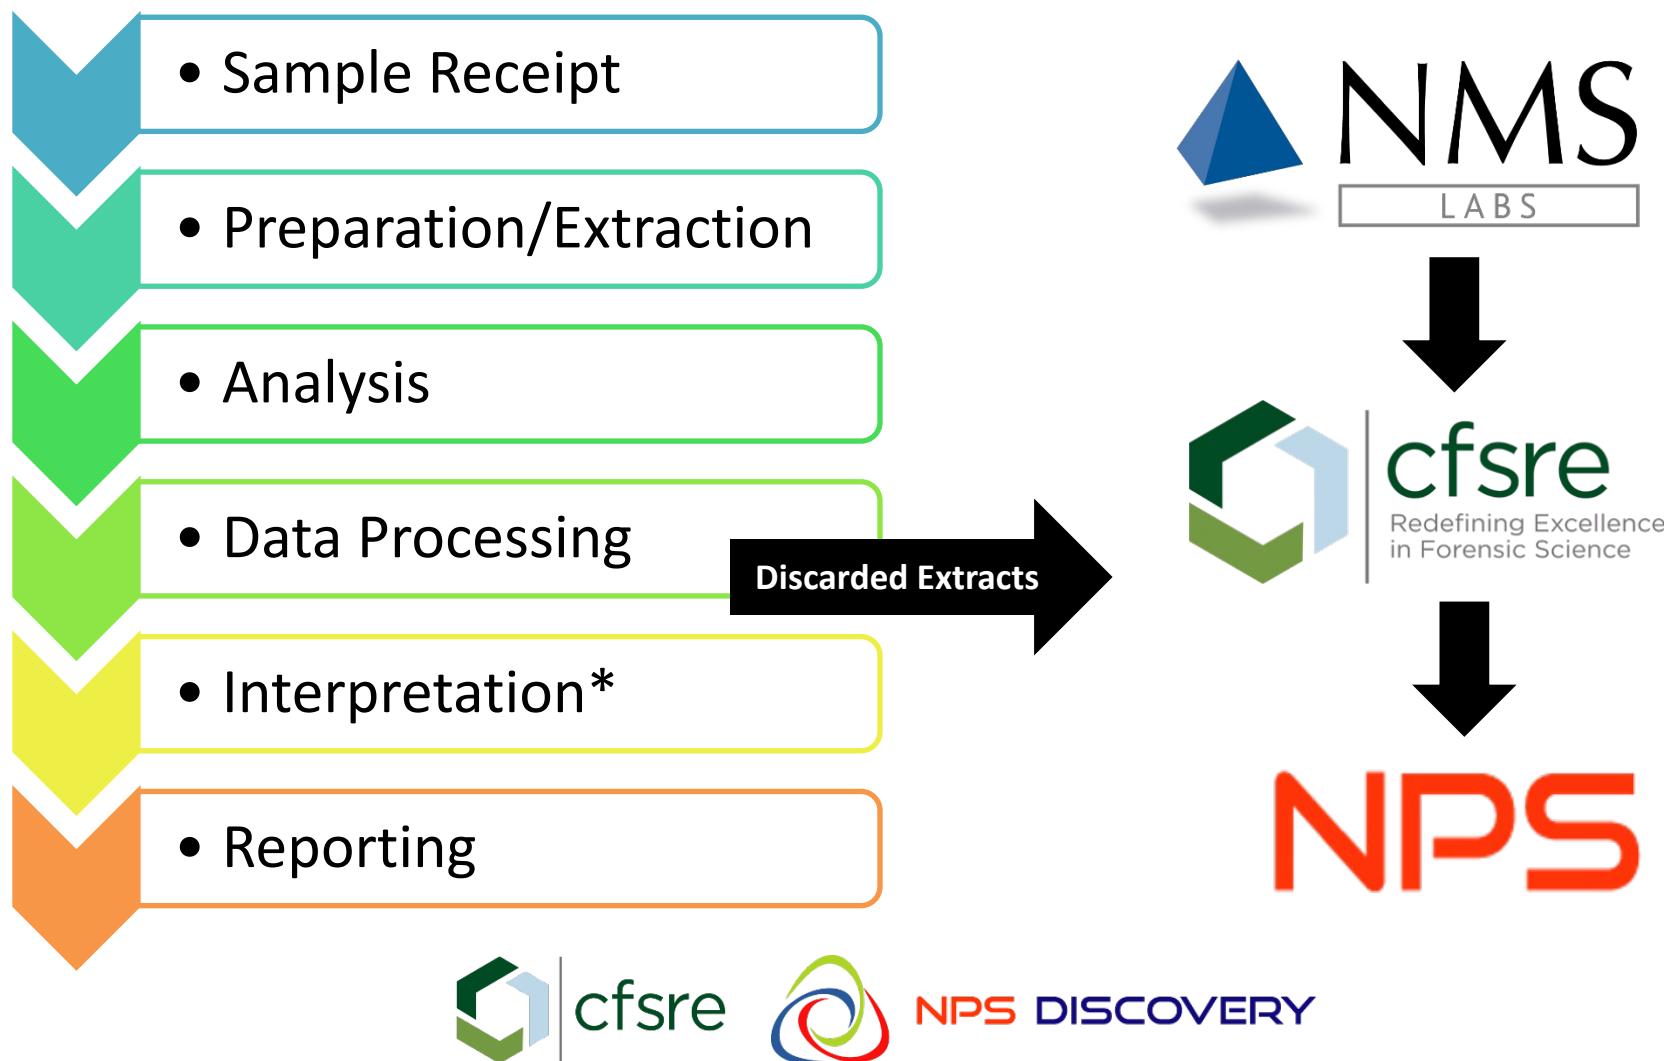 • Sample Receipt
• Preparation/Extraction
• Analysis
• Data Processing
• Interpretation*
• Reporting
Discarded Extracts
NMS
LABS
cfsre
Redefining Excellence
in Forensic Science
NPS
cfsre
NPS DISCOVERY